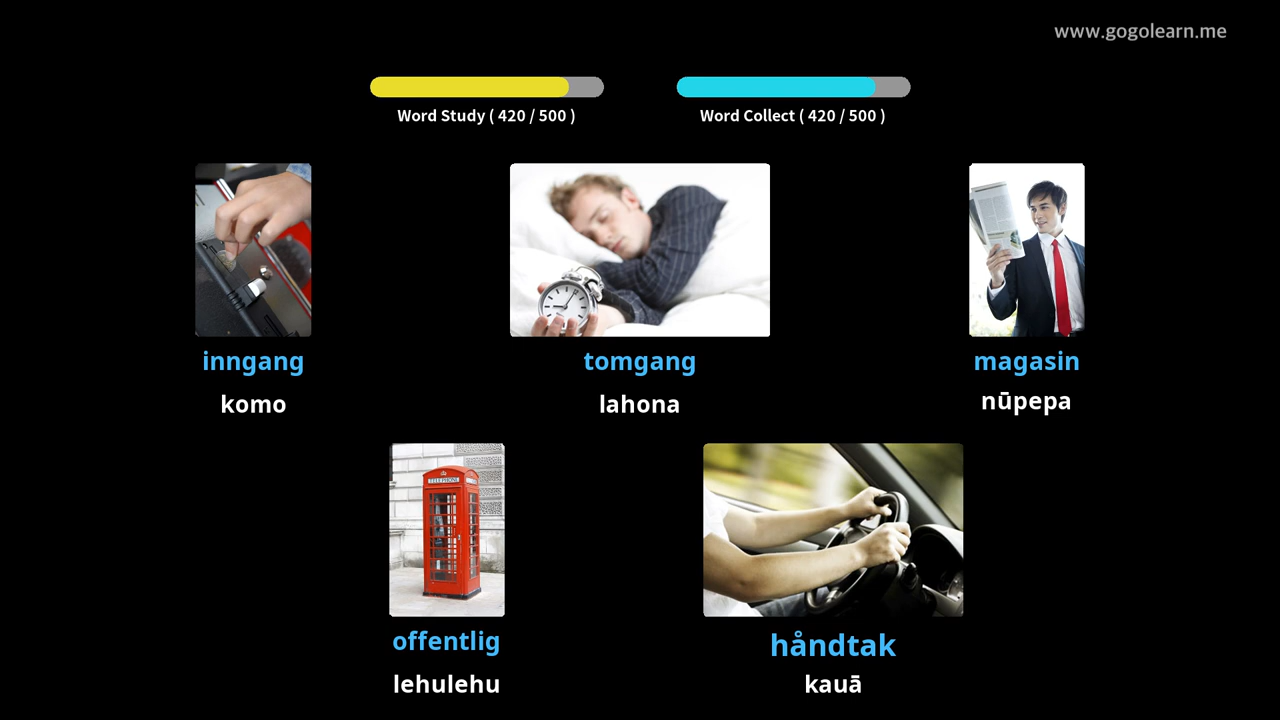 www.gogolearn.me
Word Study ( 420 / 500 )
Word Collect ( 420 / 500 )
inngang
komo
tomgang
lahona
magasin
nūpepa
TELEPHONE
offentlig
lehulehu
håndtak
kauā